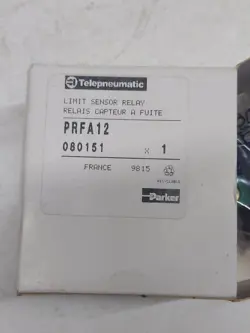 Telepneumatic
LIMIT SENSOR RELAY
RELAIS CAPTEUR A FUITE
PRFA12
080151 x 1
FRANCE 9815
Parker